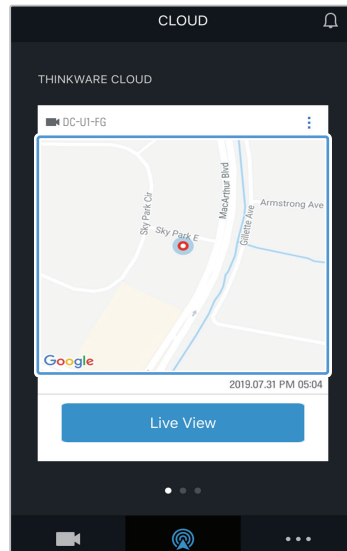 CLOUD
THINKWARE CLOUD
DC-U1-FG
Sky Park Cir
Sky Park E
MacArthur Blvd
Gillette Ave
Armstrong Ave
Google
2019.07.31 PM 05:04
Live View